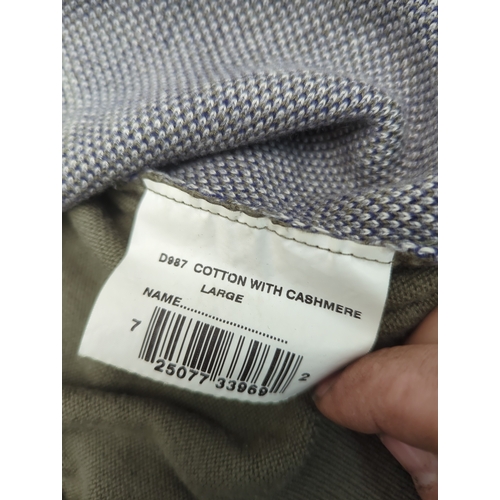 D987 COTTON WITH CASHMERE
LARGE
NAME..............................
7 25077 33969 2